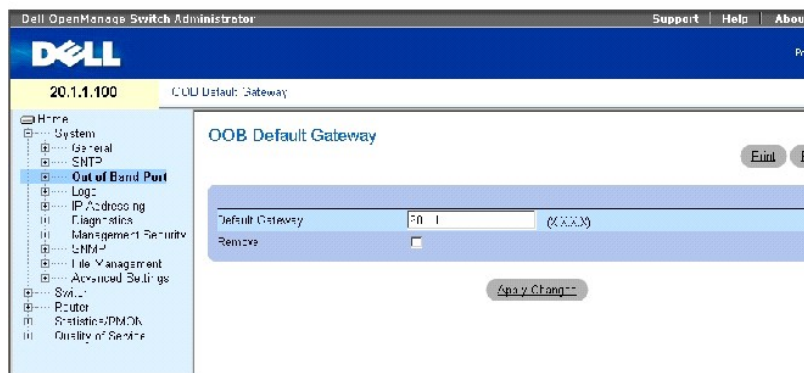 Dell OpenManage Switch Administrator Support Help
DELL
20.1.1.100 OOB Default Gateway
Home
System
General
SNTP
Out of Band Port
Logs
IP Addressing
Diagnostics
Management Security
SNMP
File Management
Advanced Settings
Switch
Router
Statistics/RMON
Quality of Service
OOB Default Gateway
Print
Default Gateway (X.X.X.X)
Remove
Apply Changes